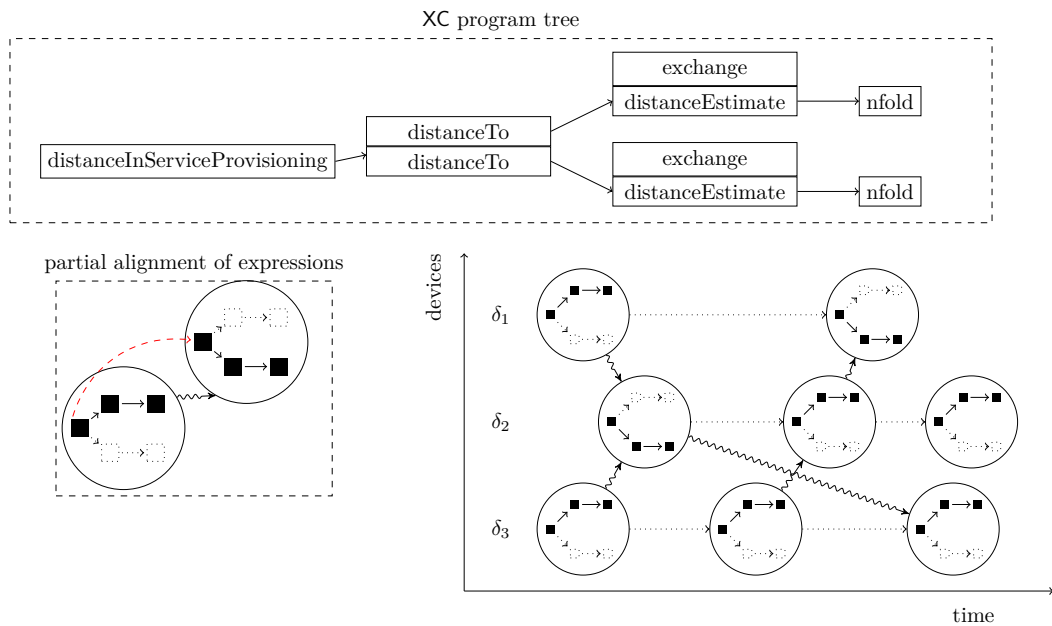 XC program tree
exchange
distanceEstimate
nfold
distanceTo
distanceTo
distanceInServiceProvisioning
exchange
distanceEstimate
nfold
partial alignment of expressions
devices
δ1
δ2
δ3
time